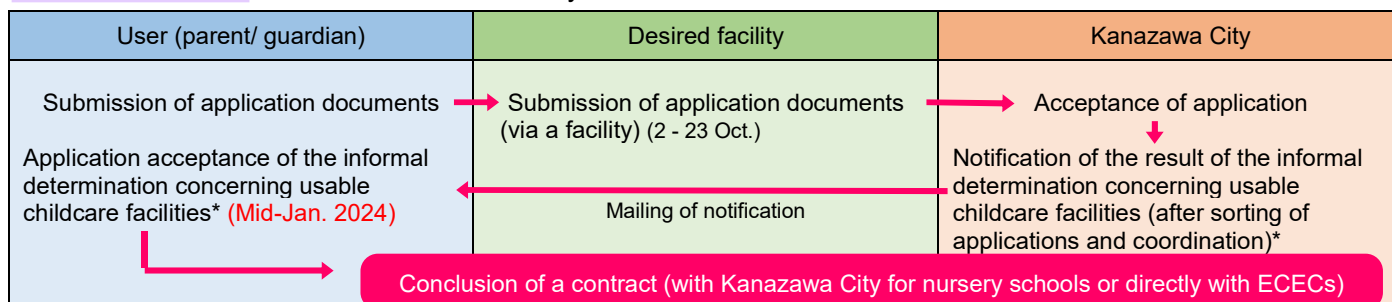 User (parent/ guardian)
Desired facility
Kanazawa City
Submission of application documents
Submission of application documents
(via a facility) (2 - 23 Oct.)
Acceptance of application
Application acceptance of the informal
determination concerning usable
childcare facilities* (Mid-Jan. 2024)
Mailing of notification
Notification of the result of the informal
determination concerning usable
childcare facilities (after sorting of
applications and coordination)*
Conclusion of a contract (with Kanazawa City for nursery schools or directly with ECECs)